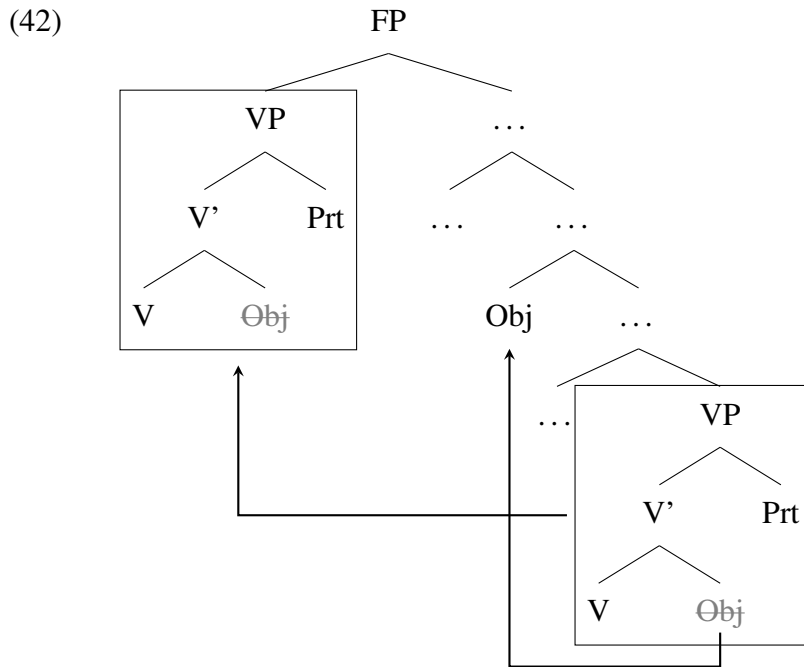 (42) FP
VP …
V’ Prt … …
V Obj Obj …
… VP
V’ Prt
V Obj